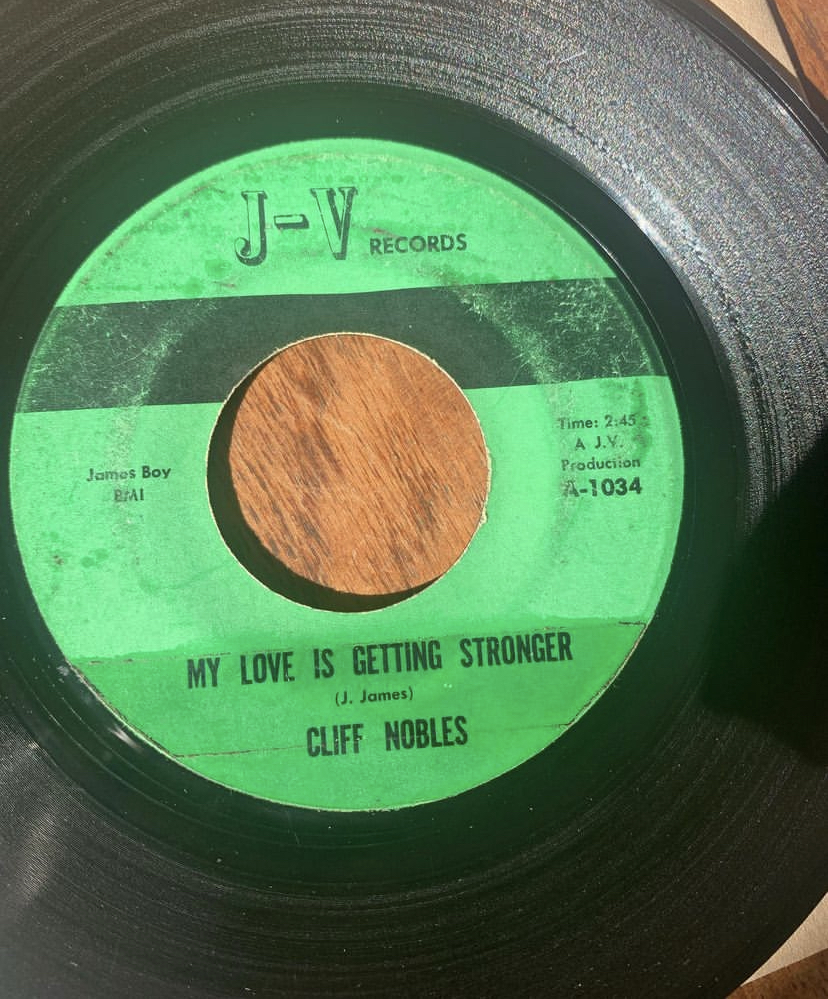 J-V RECORDS
Time: 2:45
A J.V.
Production
A-1034
James Boy
BMI
MY LOVE IS GETTING STRONGER
(J. James)
CLIFF NOBLES